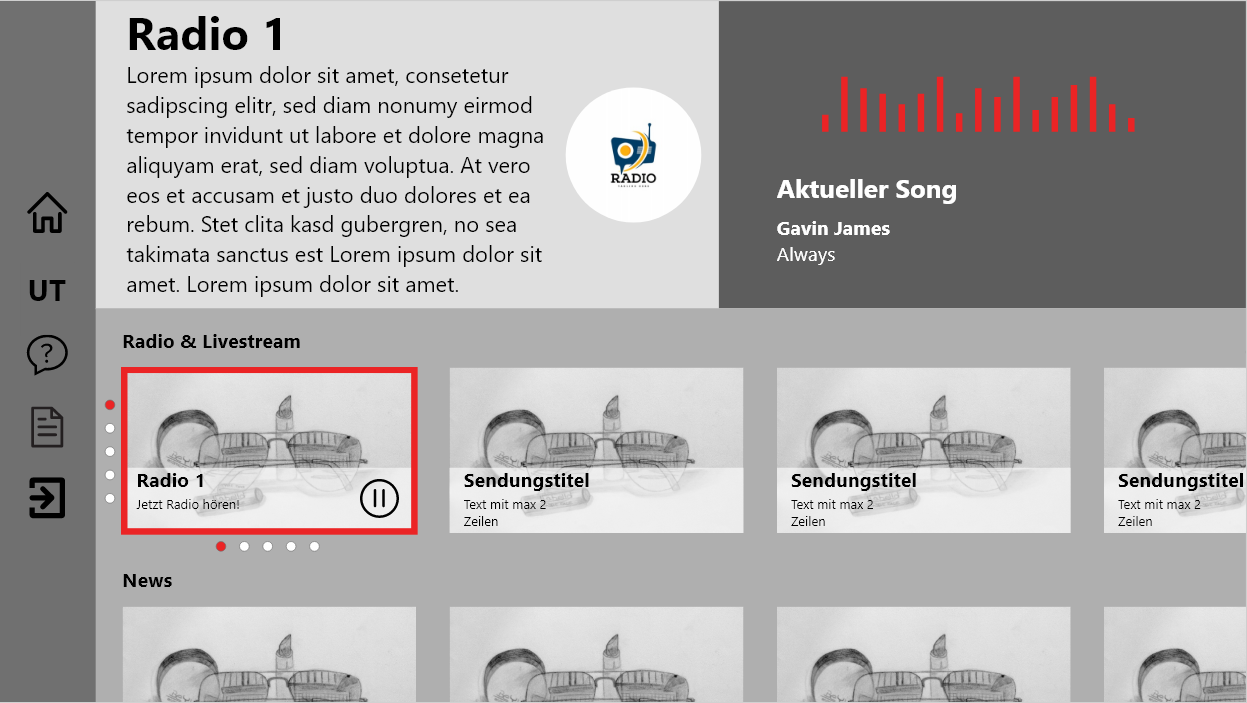 Radio 1
Lorem ipsum dolor sit amet, consetetur
sadipscing elitr, sed diam nonumy eirmod
tempor invidunt ut labore et dolore magna
aliquyam erat, sed diam voluptua. At vero
eos et accusam et justo duo dolores et ea
rebum. Stet clita kasd gubergren, no sea
takimata sanctus est Lorem ipsum dolor sit
amet. Lorem ipsum dolor sit amet.
RADIO
Aktueller Song
Gavin James
Always
UT
?
Radio & Livestream
Radio 1
Jetzt Radio hören!
Sendungstitel
Text mit max 2
Zeilen
Sendungstitel
Text mit max 2
Zeilen
Sendungstitel
Text mit max 2
Zeilen
News